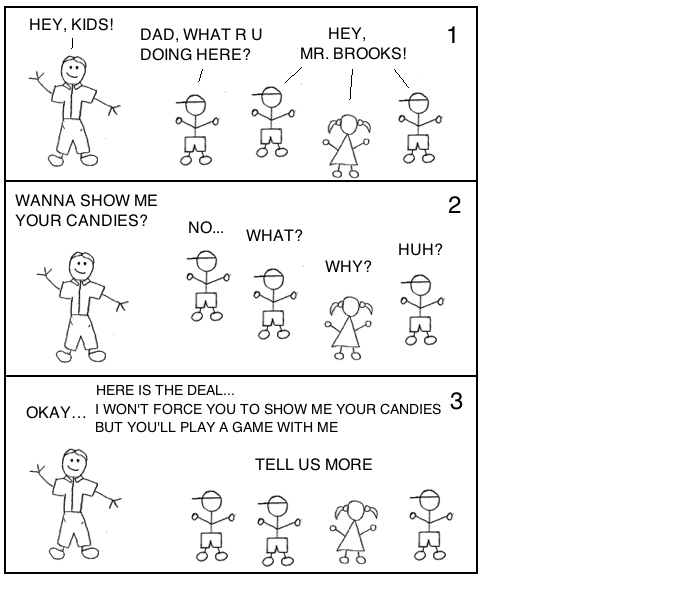 HEY, KIDS!
DAD, WHAT R U
DOING HERE?
HEY,
MR. BROOKS!
1
WANNA SHOW ME
YOUR CANDIES?
NO...
WHAT?
WHY?
HUH?
2
OKAY...
HERE IS THE DEAL...
I WON'T FORCE YOU TO SHOW ME YOUR CANDIES
BUT YOU'LL PLAY A GAME WITH ME
3
TELL US MORE